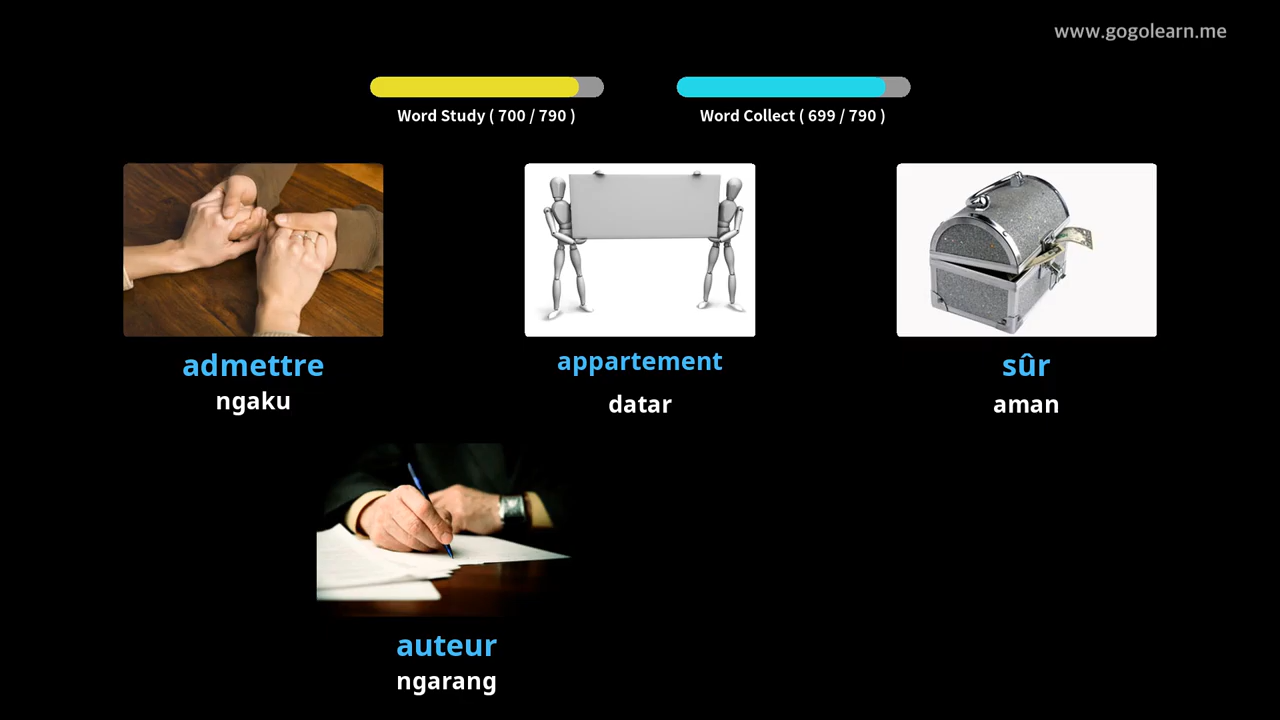 www.gogolearn.me
Word Study ( 700 / 790 )
Word Collect ( 699 / 790 )
admettre
ngaku
appartement
datar
sûr
aman
auteur
ngarang